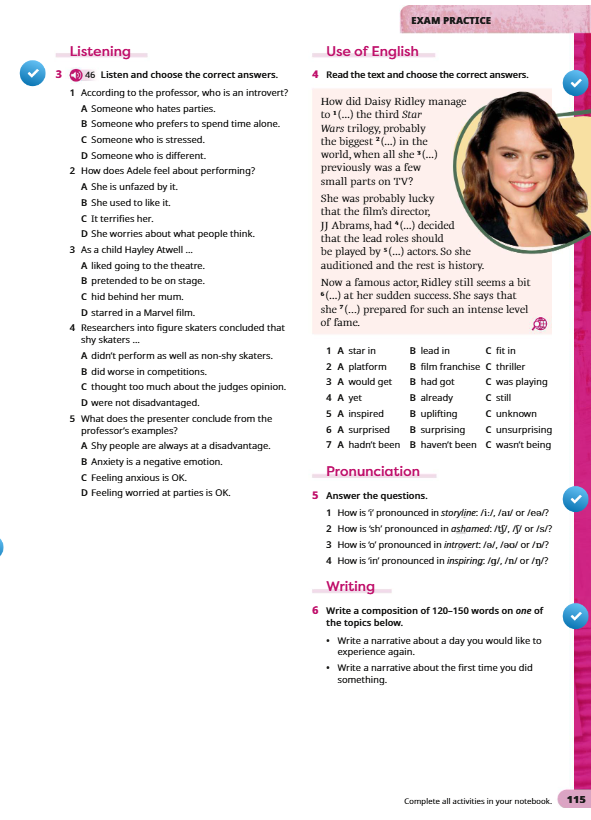 EXAM PRACTICE
Listening
3 46 Listen and choose the correct answers.
1 According to the professor, who is an introvert?
A Someone who hates parties.
B Someone who prefers to spend time alone.
C Someone who is stressed.
D Someone who is different.
2 How does Adele feel about performing?
A She is unfazed by it.
B She used to like it.
C It terrifies her.
D She worries about what people think.
3 As a child Hayley Atwell ...
A liked going to the theatre.
B pretended to be on stage.
C hid behind her mum.
D starred in a Marvel film.
4 Researchers into figure skaters concluded that
shy skaters ...
A didn't perform as well as non-shy skaters.
B did worse in competitions.
C thought too much about the judges opinion.
D were not disadvantaged.
5 What does the presenter conclude from the
professor's examples?
A Shy people are always at a disadvantage.
B Anxiety is a negative emotion.
C Feeling anxious is OK.
D Feeling worried at parties is OK.
Use of English
4 Read the text and choose the correct answers.
How did Daisy Ridley manage
to ¹(...) the third Star
Wars trilogy, probably
the biggest ²(...) in the
world, when all she ³(...)
previously was a few
small parts on TV?
She was probably lucky
that the film's director,
JJ Abrams, had ⁴(...) decided
that the lead roles should
be played by ⁵(...) actors. So she
auditioned and the rest is history.
Now a famous actor, Ridley still seems a bit
⁶(...) at her sudden success. She says that
she ⁷(...) prepared for such an intense level
of fame.
1 A star in B lead in C fit in
2 A platform B film franchise C thriller
3 A would get B had got C was playing
4 A yet B already C still
5 A inspired B uplifting C unknown
6 A surprised B surprising C unsurprising
7 A hadn't been B haven't been C wasn't being
Pronunciation
5 Answer the questions.
1 How is 'i' pronounced in storyline: /iː/, /aɪ/ or /eə/?
2 How is 'sh' pronounced in ashamed: /tʃ/, /ʃ/ or /s/?
3 How is 'o' pronounced in introvert: /ə/, /əʊ/ or /ɒ/?
4 How is 'in' pronounced in inspiring: /g/, /n/ or /ŋ/?
Writing
6 Write a composition of 120–150 words on one of
the topics below.
• Write a narrative about a day you would like to
experience again.
• Write a narrative about the first time you did
something.
Complete all activities in your notebook. 115